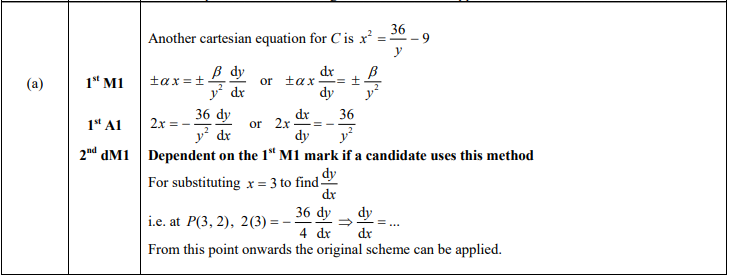 Another cartesian equation for C is x² = 36/y − 9
(a) 1st M1 ±αx = ± β/y² dy/dx or ±αx dx/dy = ± β/y²
1st A1 2x = − 36/y² dy/dx or 2x dx/dy = − 36/y²
2nd dM1 Dependent on the 1st M1 mark if a candidate uses this method
For substituting x = 3 to find dy/dx
i.e. at P(3, 2), 2(3) = − 36/4 dy/dx ⇒ dy/dx = ...
From this point onwards the original scheme can be applied.